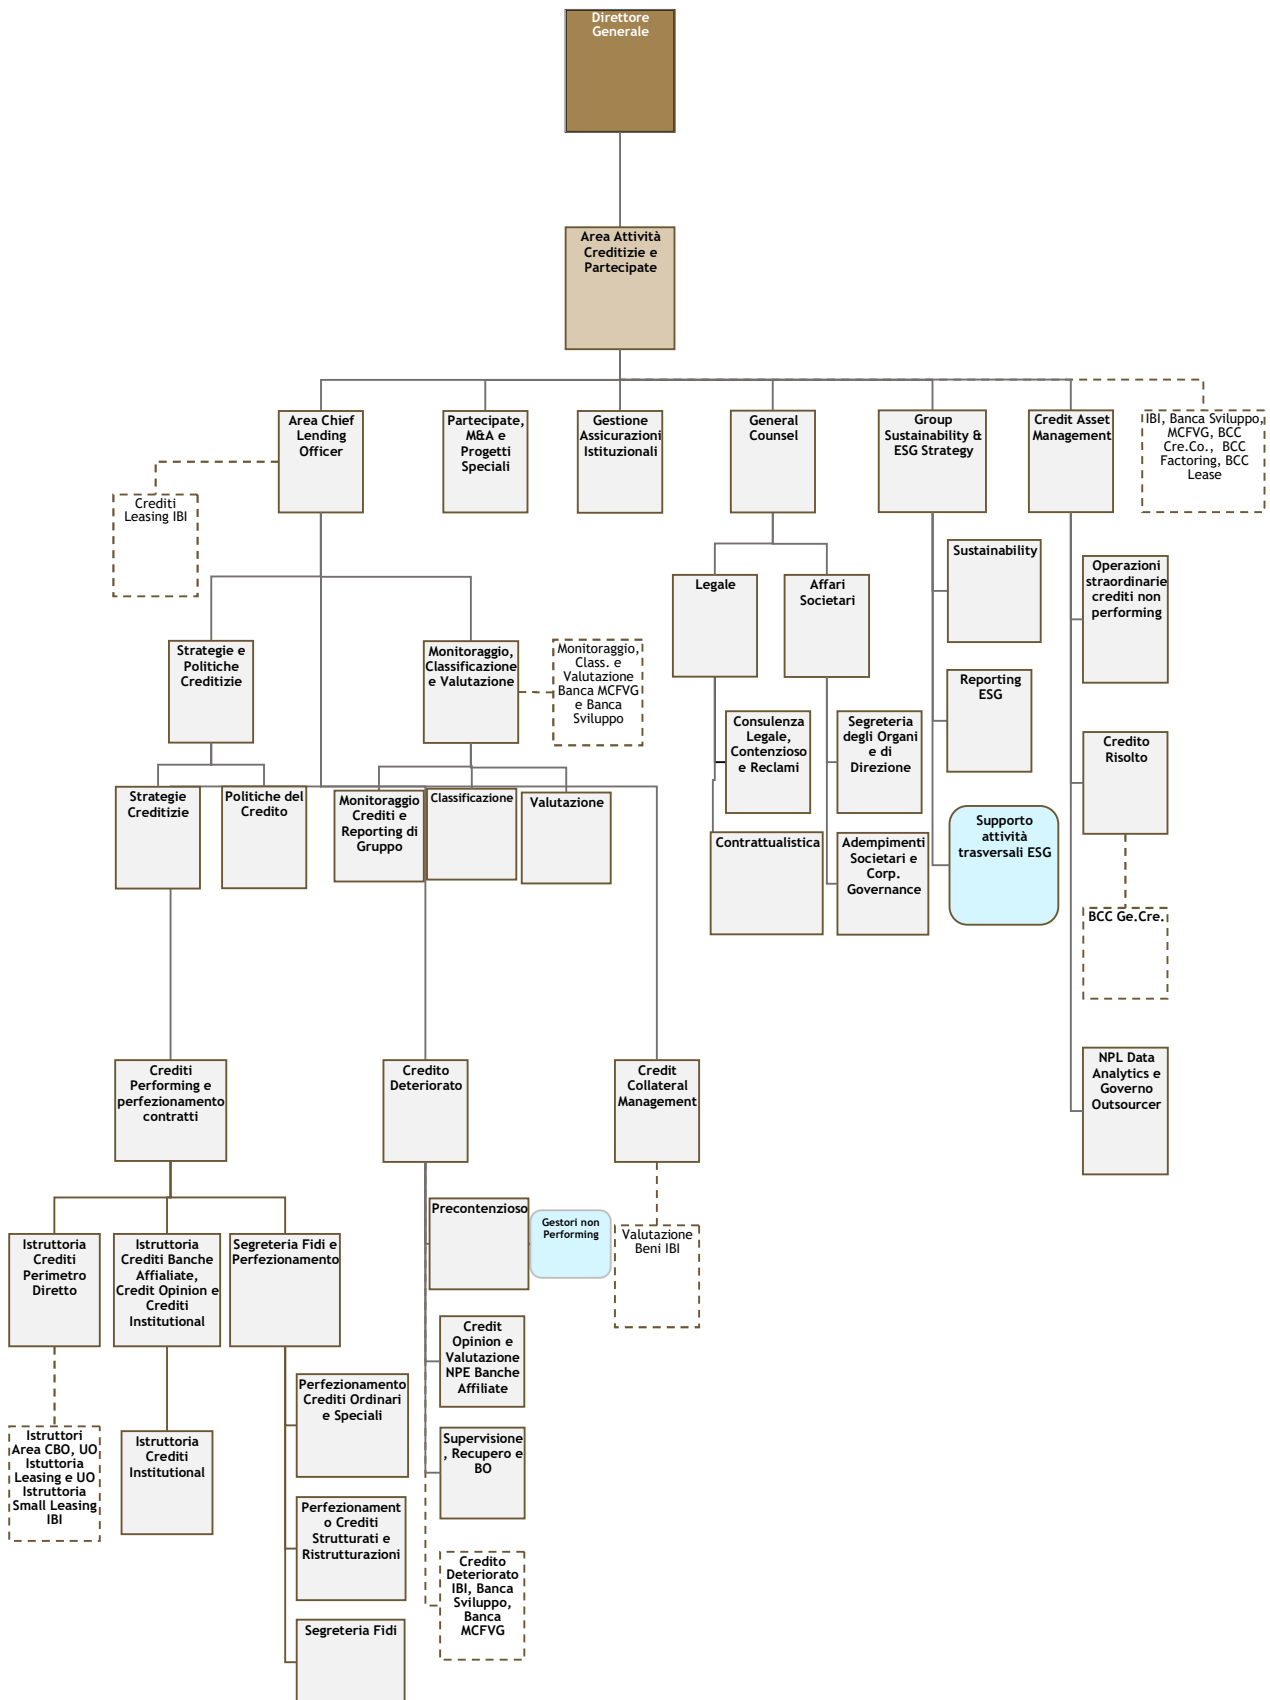 Direttore
Generale
Area Attività
Creditizie e
Partecipate
Area Chief
Lending
Officer
Partecipate,
M&A e
Progetti
Speciali
Gestione
Assicurazioni
Istituzionali
General
Counsel
Group
Sustainability &
ESG Strategy
Credit Asset
Management
IBI, Banca Sviluppo,
MCFVG, BCC
Cre.Co., BCC
Factoring, BCC
Lease
Crediti
Leasing IBI
Sustainability
Operazioni
straordinarie
crediti non
performing
Legale
Affari
Societari
Strategie e
Politiche
Creditizie
Monitoraggio,
Classificazione
e Valutazione
Monitoraggio,
Class. e
Valutazione
Banca MCFVG
e Banca
Sviluppo
Reporting
ESG
Consulenza
Legale,
Contenzioso
e Reclami
Segreteria
degli Organi
e di
Direzione
Credito
Risolto
Strategie
Creditizie
Politiche del
Credito
Monitoraggio
Crediti e
Reporting di
Gruppo
Classificazione
Valutazione
Supporto
attività
trasversali ESG
Contrattualistica
Adempimenti
Societari e
Corp.
Governance
BCC Ge.Cre.
Crediti
Performing e
perfezionamento
contratti
Credito
Deteriorato
Credit
Collateral
Management
NPL Data
Analytics e
Governo
Outsourcer
Precontenzioso
Gestori non
Performing
Valutazione
Beni IBI
Istruttoria
Crediti
Perimetro
Diretto
Istruttoria
Crediti Banche
Affialiate,
Credit Opinion e
Crediti
Institutional
Segreteria Fidi e
Perfezionamento
Credit
Opinion e
Valutazione
NPE Banche
Affiliate
Perfezionamento
Crediti Ordinari
e Speciali
Istruttori
Area CBO, UO
Istuttoria
Leasing e UO
Istruttoria
Small Leasing
IBI
Istruttoria
Crediti
Institutional
Supervisione
, Recupero e
BO
Perfezionament
o Crediti
Strutturati e
Ristrutturazioni
Credito
Deteriorato
IBI, Banca
Sviluppo,
Banca
MCFVG
Segreteria Fidi